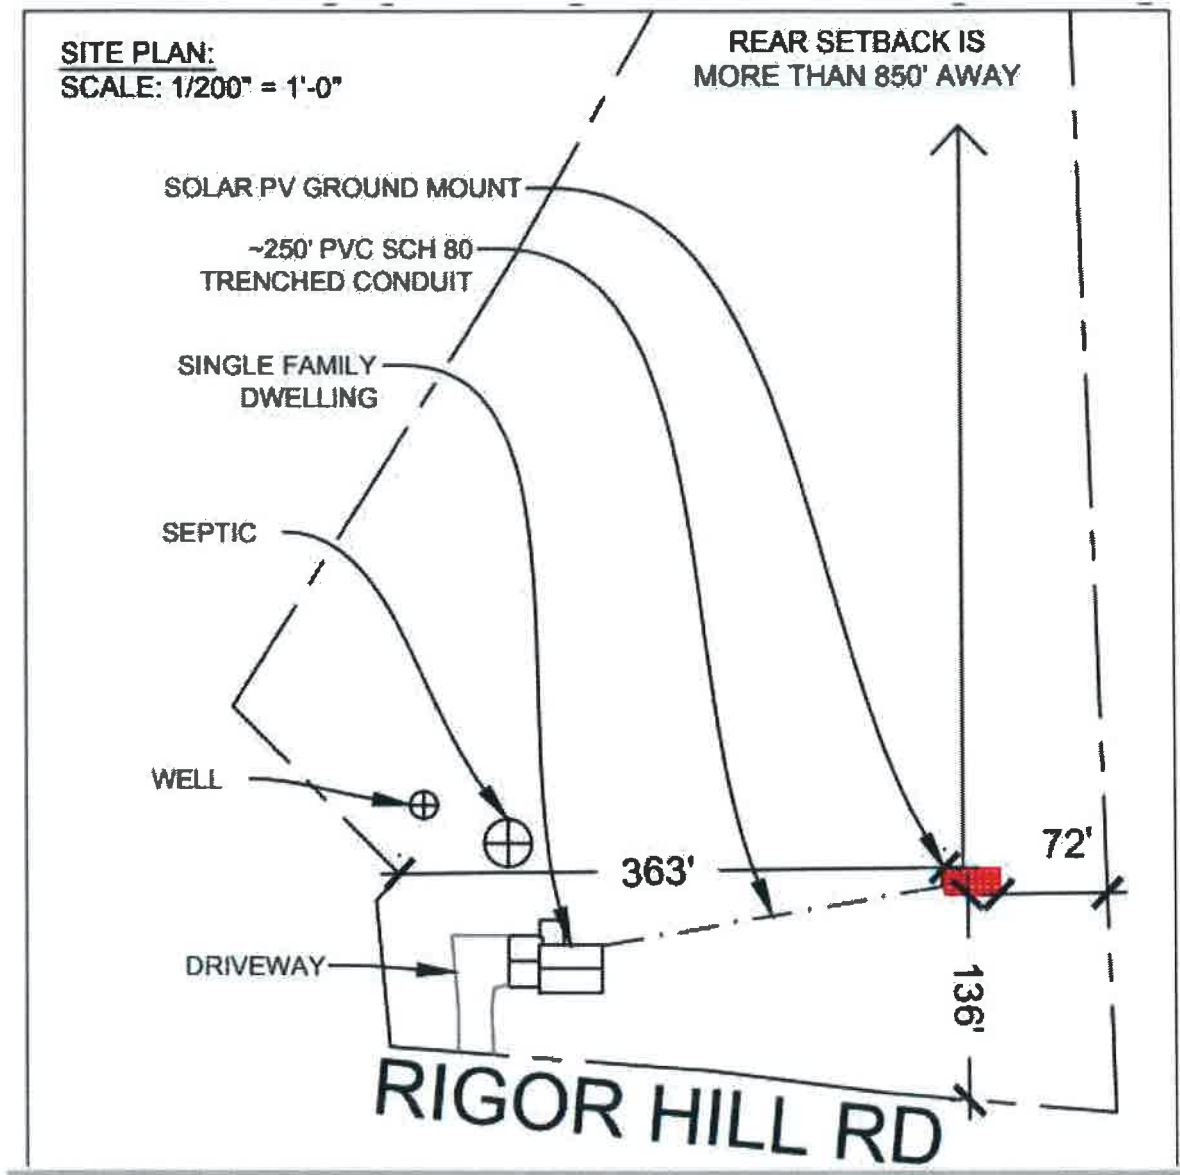 SITE PLAN:
SCALE: 1/200" = 1'-0"
REAR SETBACK IS
MORE THAN 850' AWAY
SOLAR PV GROUND MOUNT
~250' PVC SCH 80
TRENCHED CONDUIT
SINGLE FAMILY
DWELLING
SEPTIC
WELL
363'
72'
DRIVEWAY
136'
RIGOR HILL RD